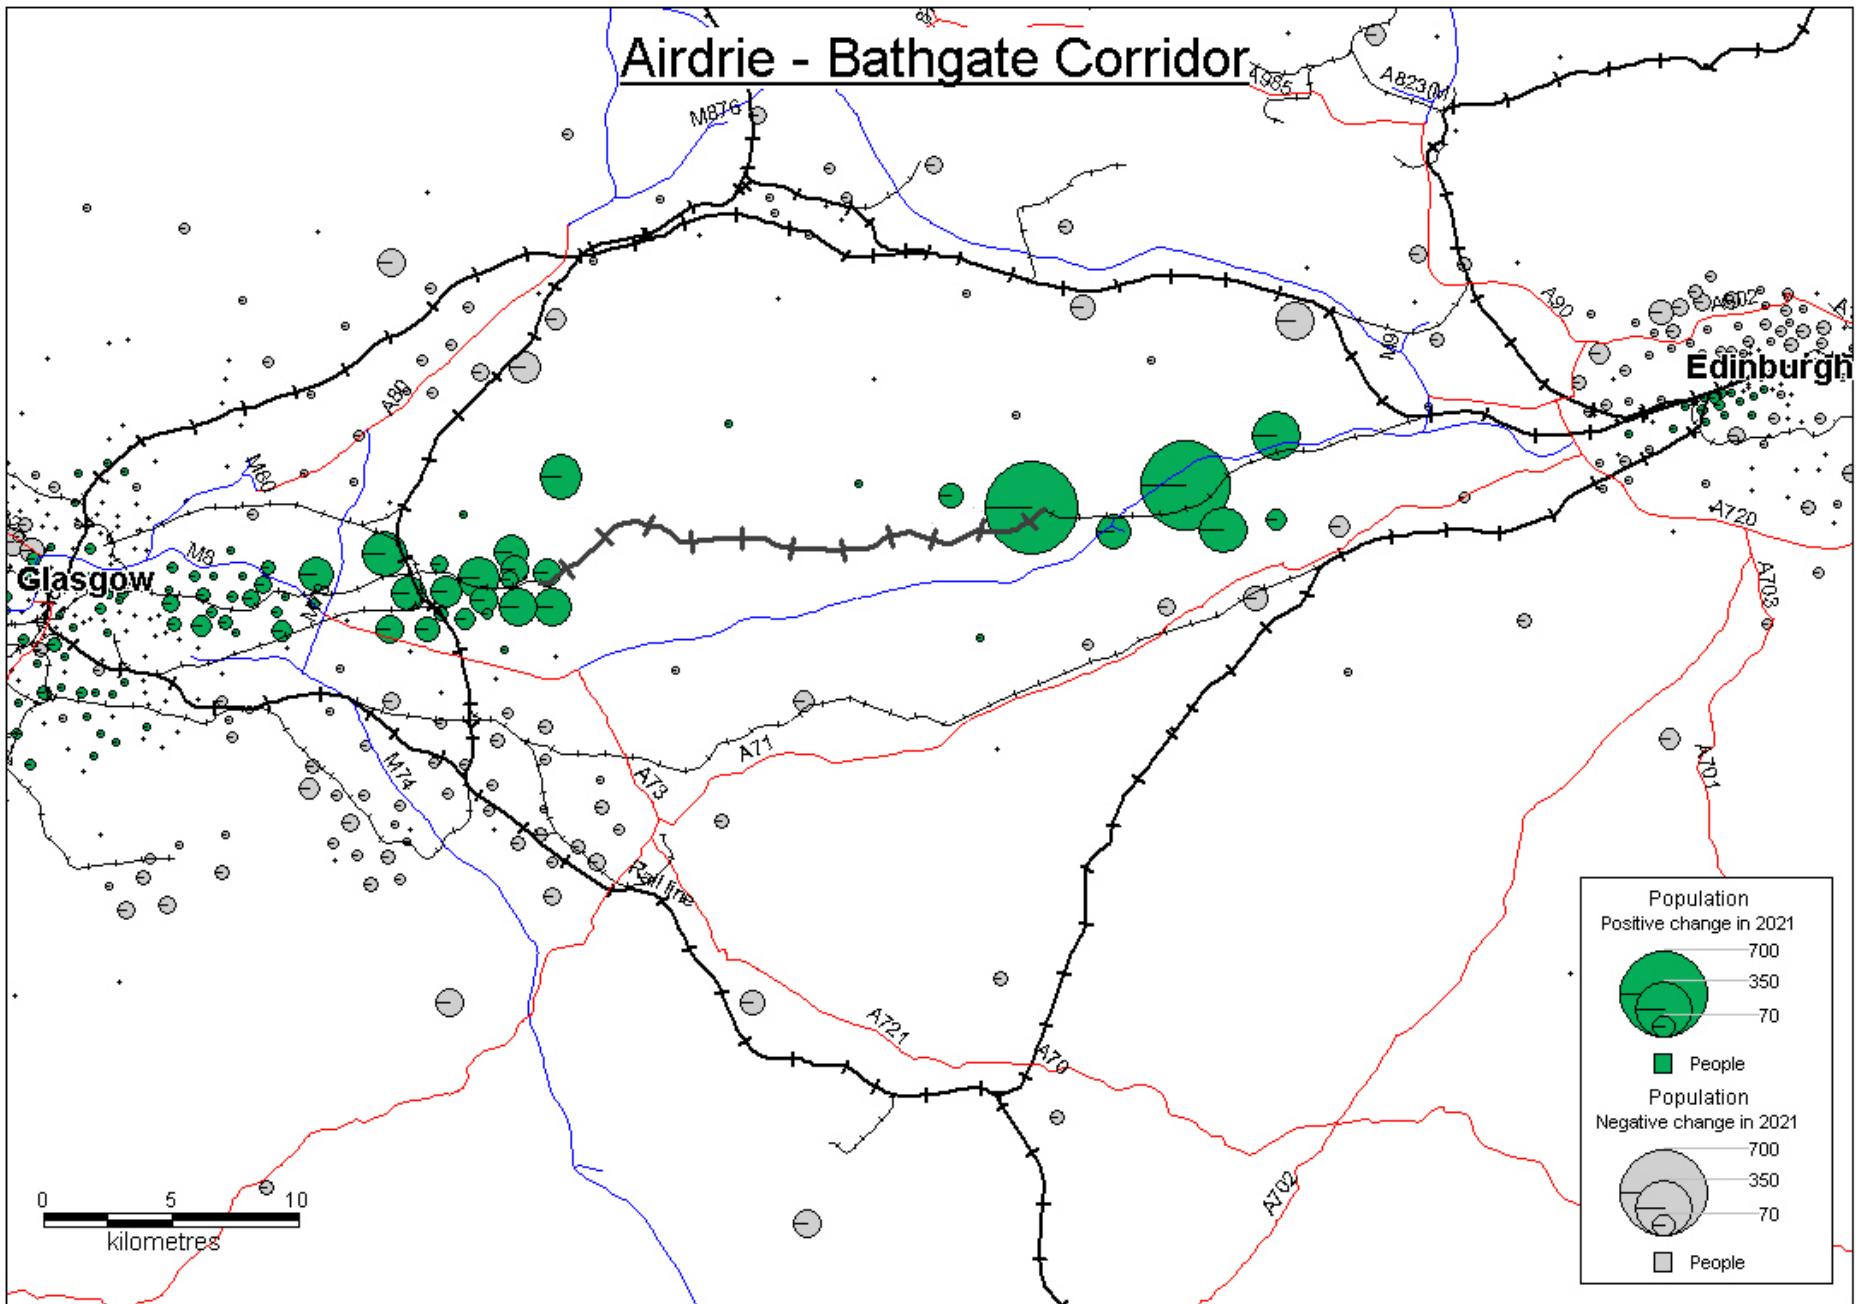 Airdrie - Bathgate Corridor
A985
A823(M)
M876
A90
A902
M9
Edinburgh
A80
M80
A720
M8
Glasgow
A703
A71
M74
A73
A701
Rail line
A721
A70
A702
0 5 10
kilometres
Population
Positive change in 2021
700
350
70
People
Population
Negative change in 2021
700
350
70
People